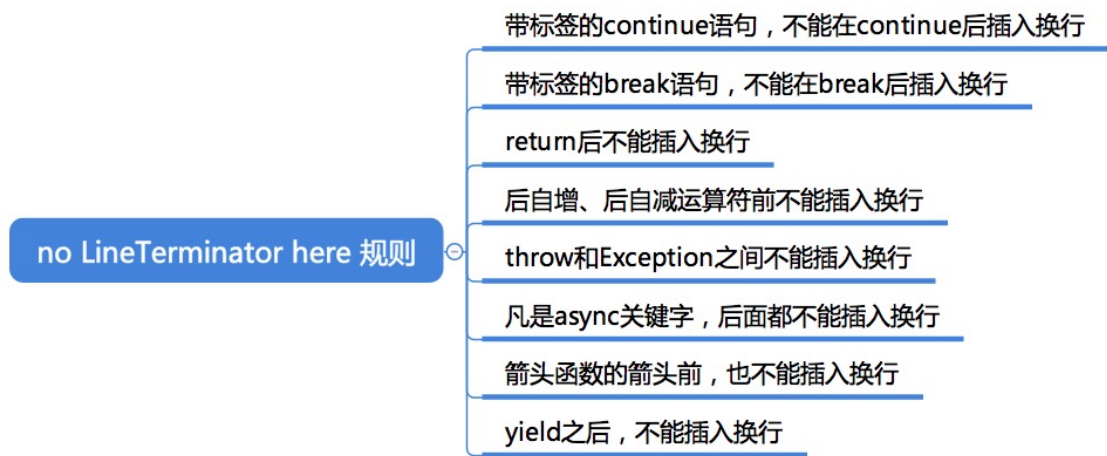 带标签的continue语句，不能在continue后插入换行
带标签的break语句，不能在break后插入换行
return后不能插入换行
后自增、后自减运算符前不能插入换行
no LineTerminator here 规则
throw和Exception之间不能插入换行
凡是async关键字，后面都不能插入换行
箭头函数的箭头前，也不能插入换行
yield之后，不能插入换行